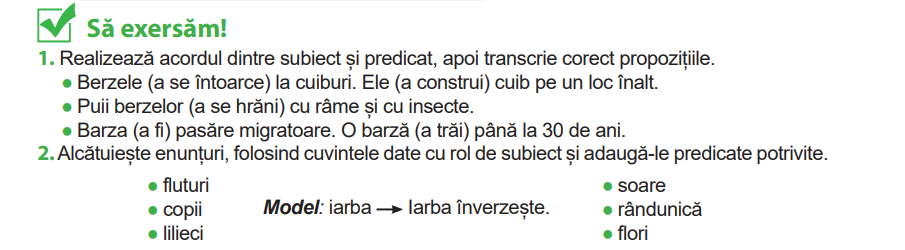 Să exersăm!
1. Realizează acordul dintre subiect și predicat, apoi transcrie corect propozițiile.
● Berzele (a se întoarce) la cuiburi. Ele (a construi) cuib pe un loc înalt.
● Puii berzelor (a se hrăni) cu râme și cu insecte.
● Barza (a fi) pasăre migratoare. O barză (a trăi) până la 30 de ani.
2. Alcătuiește enunțuri, folosind cuvintele date cu rol de subiect și adaugă-le predicate potrivite.
● fluturi ● soare
● copii Model: iarba → Iarba înverzește. ● rândunică
● lilieci ● flori